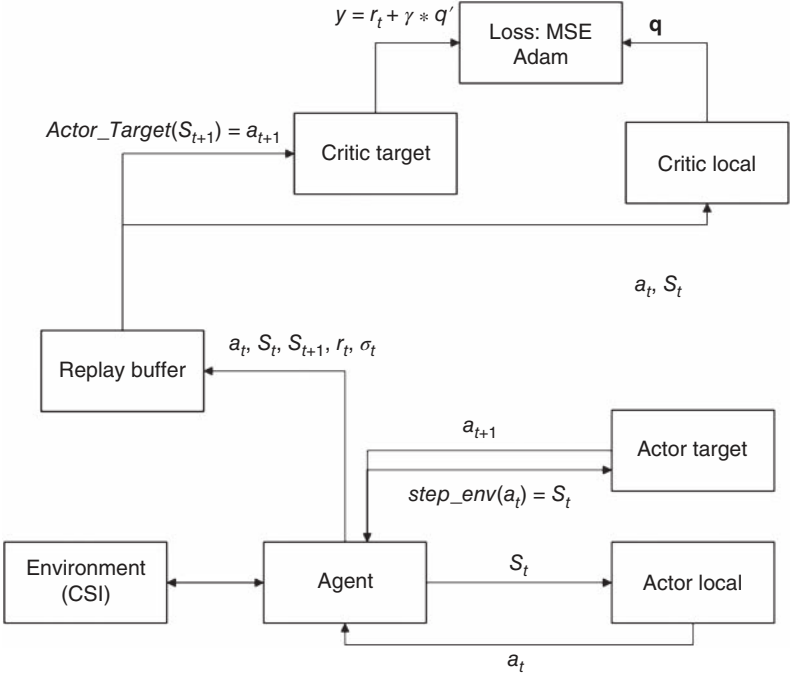 y = r_t + γ * q′
Loss: MSE
Adam
q
Actor_Target(S_{t+1}) = a_{t+1}
Critic target
Critic local
a_t, S_t
a_t, S_t, S_{t+1}, r_t, σ_t
Replay buffer
a_{t+1}
Actor target
step_env(a_t) = S_t
Environment
(CSI)
Agent
S_t
Actor local
a_t